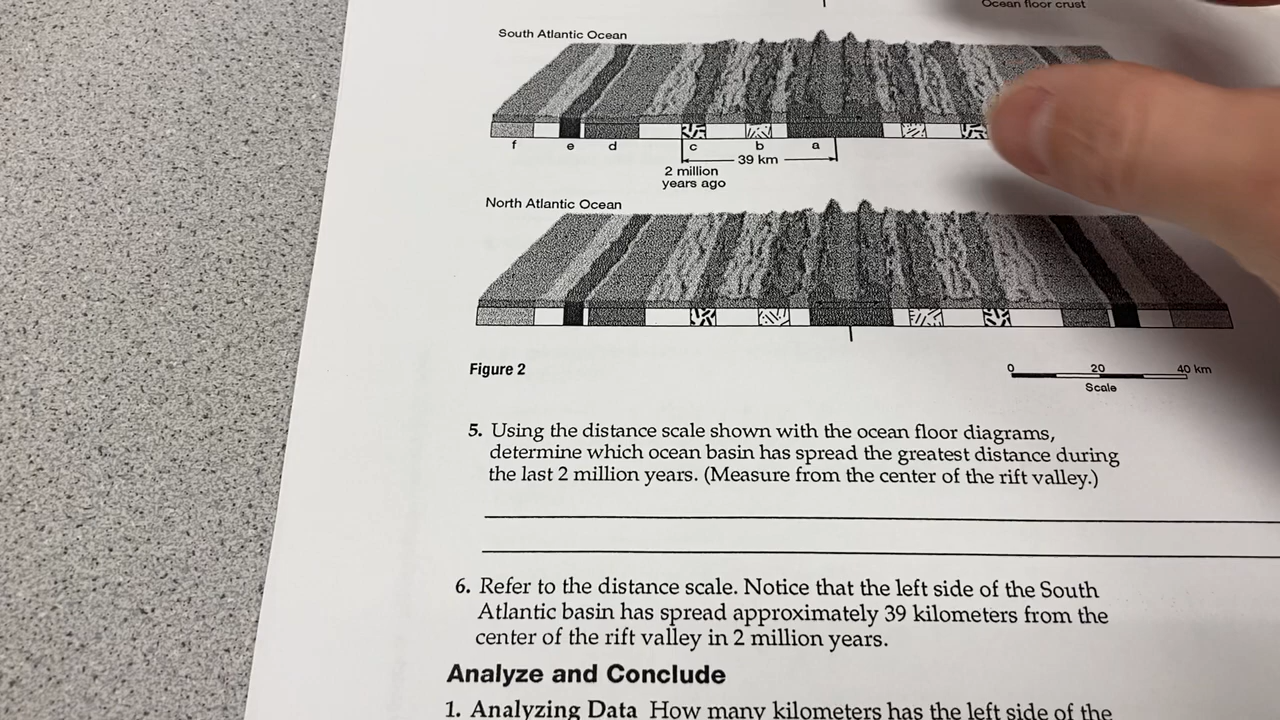 Ocean floor crust
South Atlantic Ocean
f e d c b a
39 km
2 million
years ago
North Atlantic Ocean
Figure 2
0 20 40 km
Scale
5. Using the distance scale shown with the ocean floor diagrams,
determine which ocean basin has spread the greatest distance during
the last 2 million years. (Measure from the center of the rift valley.)
6. Refer to the distance scale. Notice that the left side of the South
Atlantic basin has spread approximately 39 kilometers from the
center of the rift valley in 2 million years.
Analyze and Conclude
1. Analyzing Data How many kilometers has the left side of the